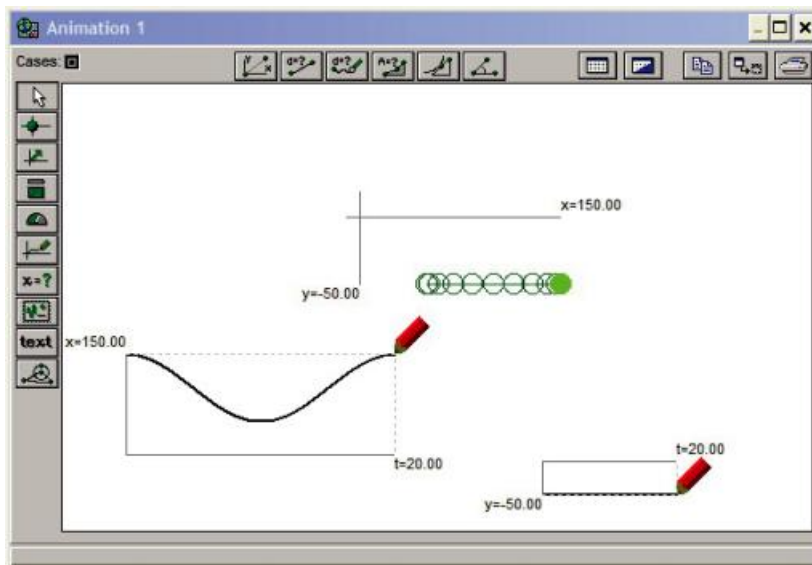 Animation 1
Cases:
x=150.00
y=-50.00
x=150.00
t=20.00
t=20.00
y=-50.00
x=?
text